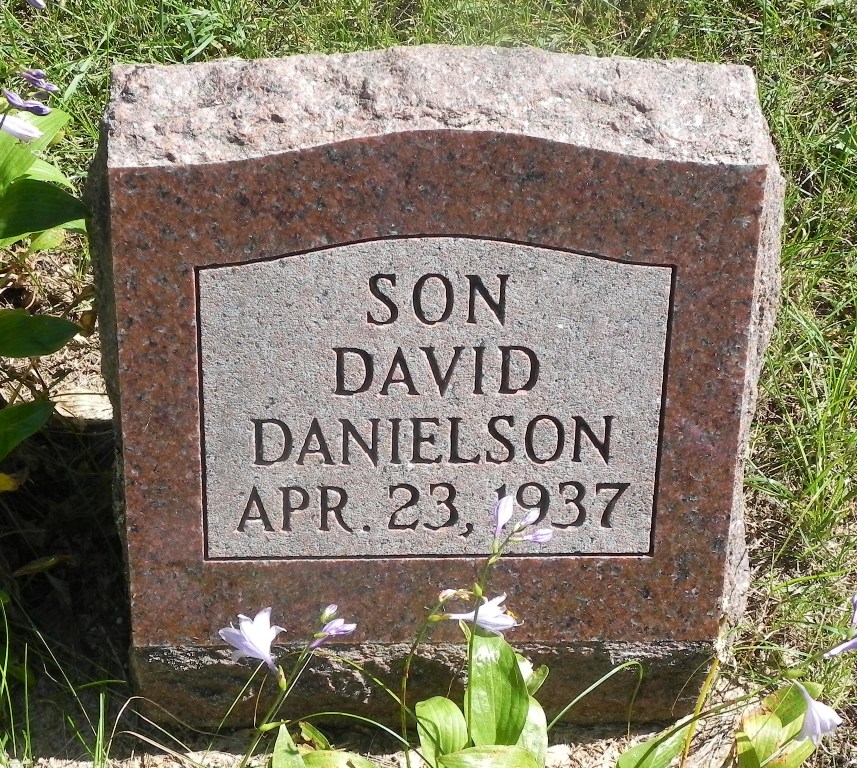 SON
DAVID
DANIELSON
APR. 23, 1937